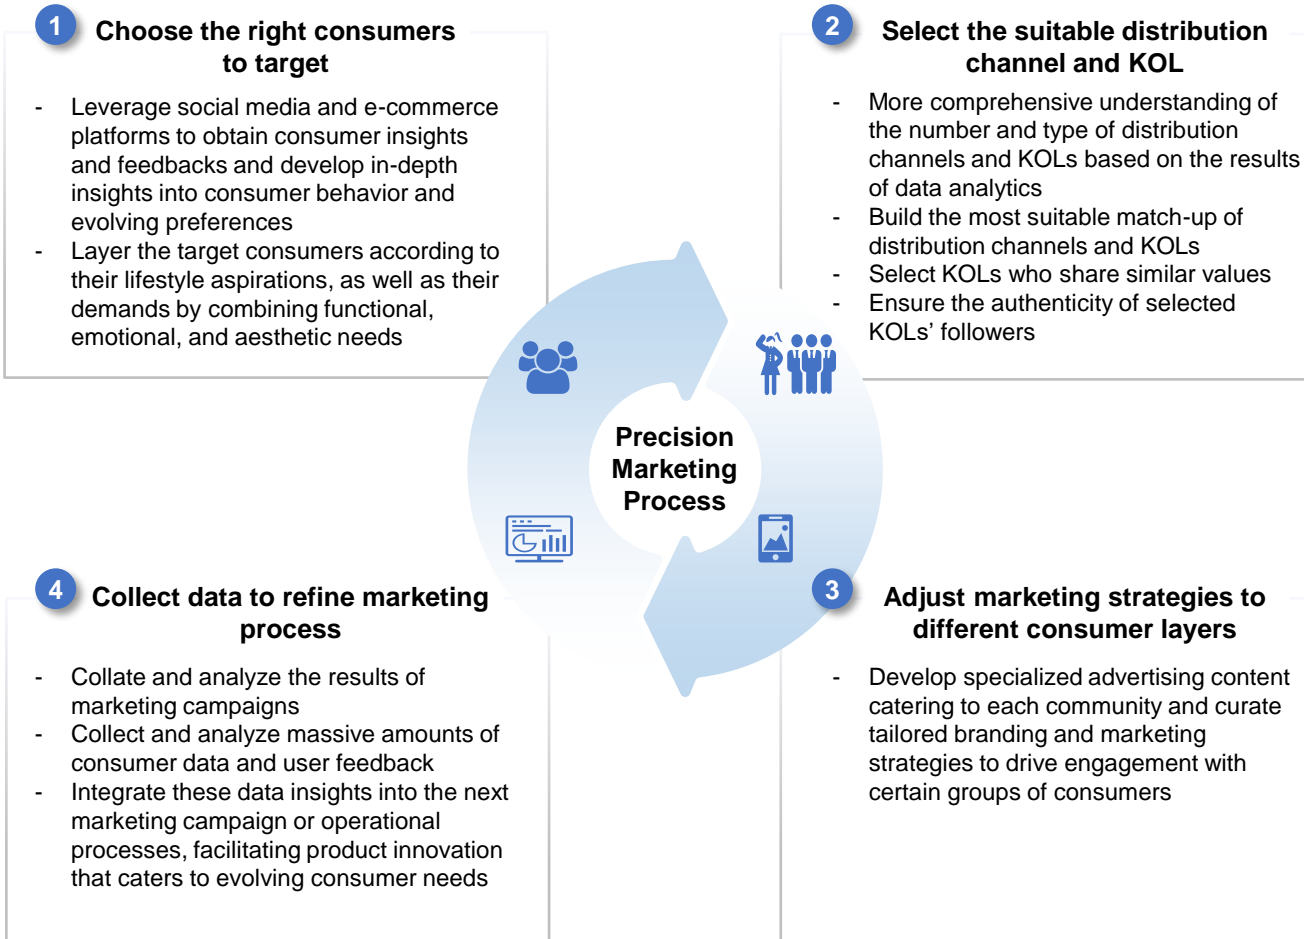 1
Choose the right consumers
to target
- Leverage social media and e-commerce
platforms to obtain consumer insights
and feedbacks and develop in-depth
insights into consumer behavior and
evolving preferences
- Layer the target consumers according to
their lifestyle aspirations, as well as their
demands by combining functional,
emotional, and aesthetic needs
2
Select the suitable distribution
channel and KOL
- More comprehensive understanding of
the number and type of distribution
channels and KOLs based on the results
of data analytics
- Build the most suitable match-up of
distribution channels and KOLs
- Select KOLs who share similar values
- Ensure the authenticity of selected
KOLs’ followers
Precision
Marketing
Process
4
Collect data to refine marketing
process
- Collate and analyze the results of
marketing campaigns
- Collect and analyze massive amounts of
consumer data and user feedback
- Integrate these data insights into the next
marketing campaign or operational
processes, facilitating product innovation
that caters to evolving consumer needs
3
Adjust marketing strategies to
different consumer layers
- Develop specialized advertising content
catering to each community and curate
tailored branding and marketing
strategies to drive engagement with
certain groups of consumers